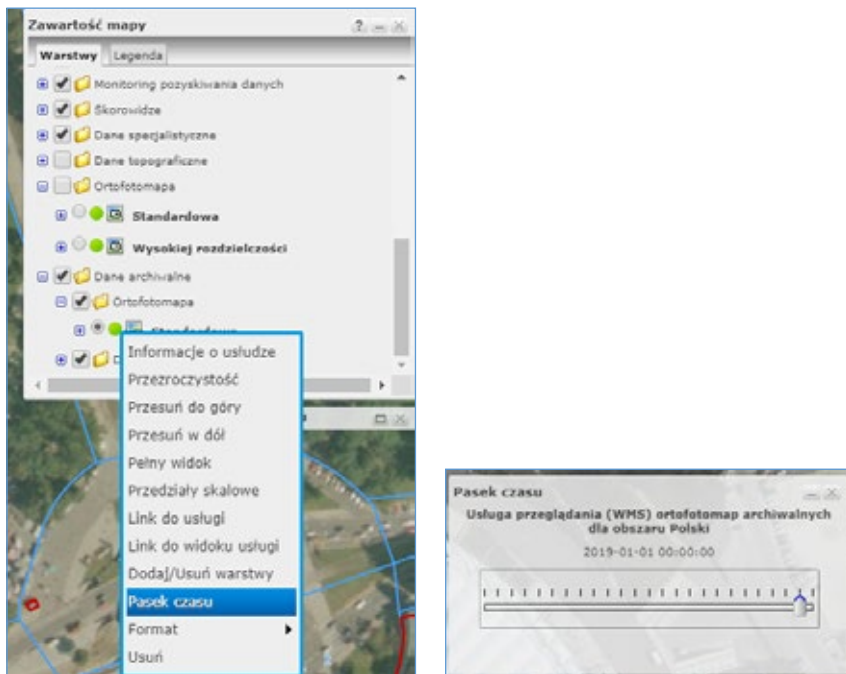 Zawartość mapy
Warstwy Legenda
Monitoring pozyskiwania danych
Skorowidze
Dane specjalistyczne
Dane topograficzne
Ortofotomapa
Standardowa
Wysokiej rozdzielczości
Dane archiwalne
Ortofotomapa
Standardowa
Informacje o usłudze
Przezroczystość
Przesuń do góry
Przesuń w dół
Pełny widok
Przedziały skalowe
Link do usługi
Link do widoku usługi
Dodaj/Usuń warstwy
Pasek czasu
Format
Usuń
Pasek czasu
Usługa przeglądania (WMS) ortofotomap archiwalnych
dla obszaru Polski
2019-01-01 00:00:00